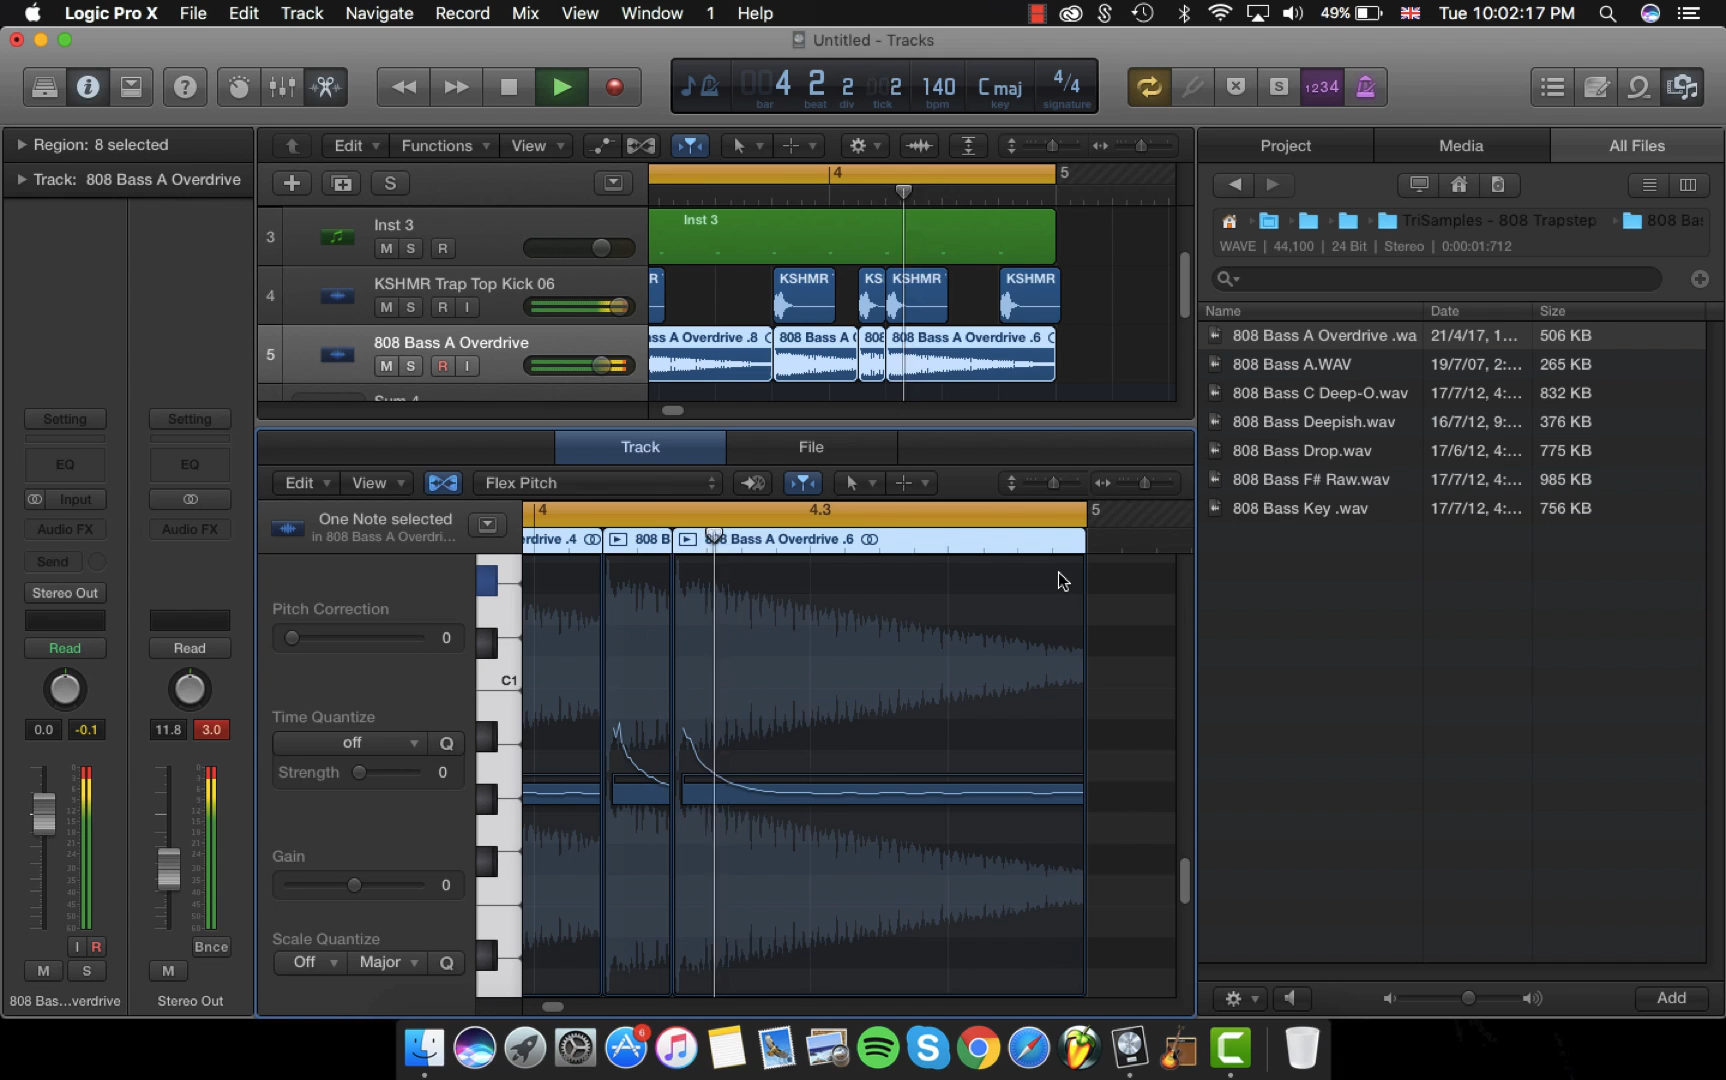 Logic Pro X File Edit Track Navigate Record Mix View Window 1 Help 49% Tue 10:02:17 PM
Untitled - Tracks
4 2 2 2 140 Cmaj 4/4
bar beat div tick bpm key signature
S 1234
Region: 8 selected
Edit Functions View
Project Media All Files
Track: 808 Bass A Overdrive
S
4 5
TriSamples - 808 Trapstep 808 Bas
WAVE | 44,100 | 24 Bit | Stereo | 0:00:01:712
3 Inst 3
M S R
Inst 3
4 KSHMR Trap Top Kick 06
M S R I
KSHMR KS KSHMR KSHMR
5 808 Bass A Overdrive
M S R I
ss A Overdrive .8 808 Bass A 808 808 Bass A Overdrive .6
Name Date Size
808 Bass A Overdrive .wa 21/4/17, 1... 506 KB
808 Bass A.WAV 19/7/07, 2:... 265 KB
808 Bass C Deep-O.wav 17/7/12, 4:... 832 KB
808 Bass Deepish.wav 16/7/12, 9:... 376 KB
808 Bass Drop.wav 17/6/12, 4:... 775 KB
808 Bass F# Raw.wav 17/7/12, 4:... 985 KB
808 Bass Key .wav 17/7/12, 4:... 756 KB
Setting Setting
EQ EQ
Input
Audio FX Audio FX
Send
Stereo Out
Read Read
0.0 -0.1 11.8 3.0
I R Bnce
M S M
808 Bas...verdrive Stereo Out
Track File
Edit View Flex Pitch
One Note selected
in 808 Bass A Overdri...
4 4.3 5
rdrive .4 808 B 808 Bass A Overdrive .6
Pitch Correction
0
C1
Time Quantize
off Q
Strength 0
Gain
0
Scale Quantize
Off Major Q
Add
6